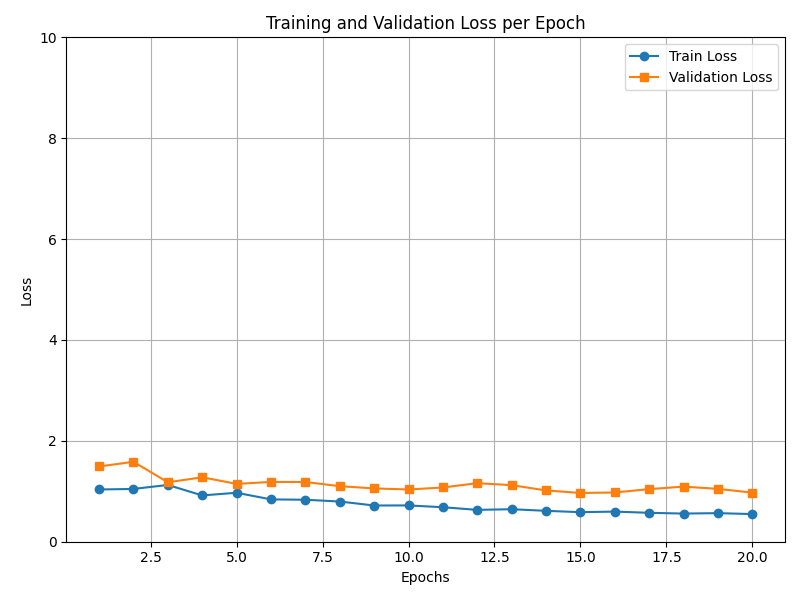 Training and Validation Loss per Epoch
Train Loss
Validation Loss
10
8
6
4
2
0
Loss
2.5 5.0 7.5 10.0 12.5 15.0 17.5 20.0
Epochs